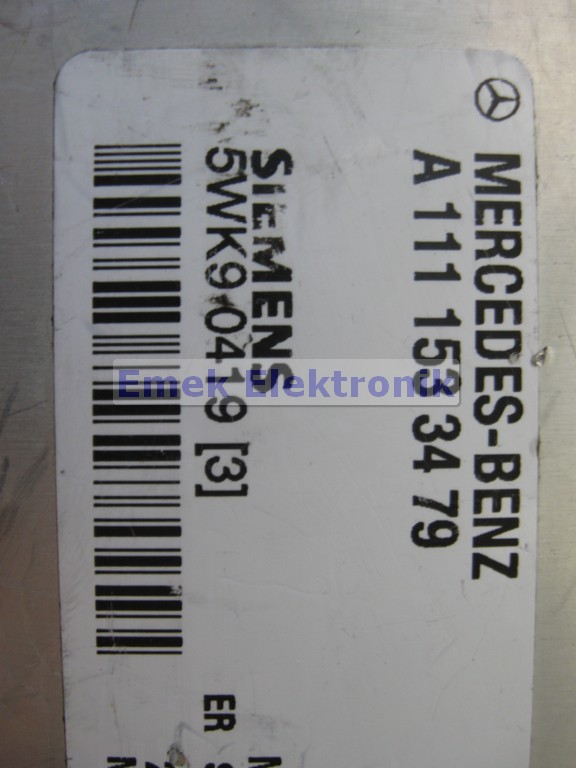 MERCEDES-BENZ
A 111 153 34 79
SIEMENS
5WK9 0419 [3]
ER
Emek Elektronik